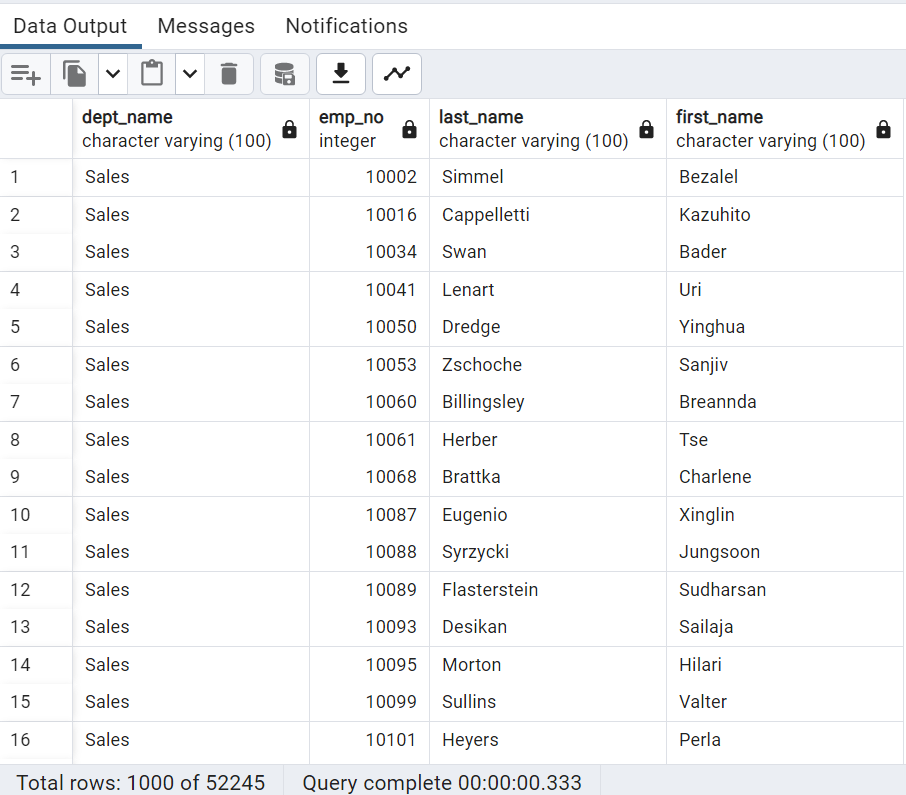 Data Output Messages Notifications
dept_name emp_no last_name first_name
character varying (100) integer character varying (100) character varying (100)
1 Sales 10002 Simmel Bezalel
2 Sales 10016 Cappelletti Kazuhito
3 Sales 10034 Swan Bader
4 Sales 10041 Lenart Uri
5 Sales 10050 Dredge Yinghua
6 Sales 10053 Zschoche Sanjiv
7 Sales 10060 Billingsley Breannda
8 Sales 10061 Herber Tse
9 Sales 10068 Brattka Charlene
10 Sales 10087 Eugenio Xinglin
11 Sales 10088 Syrzycki Jungsoon
12 Sales 10089 Flasterstein Sudharsan
13 Sales 10093 Desikan Sailaja
14 Sales 10095 Morton Hilari
15 Sales 10099 Sullins Valter
16 Sales 10101 Heyers Perla
Total rows: 1000 of 52245 Query complete 00:00:00.333